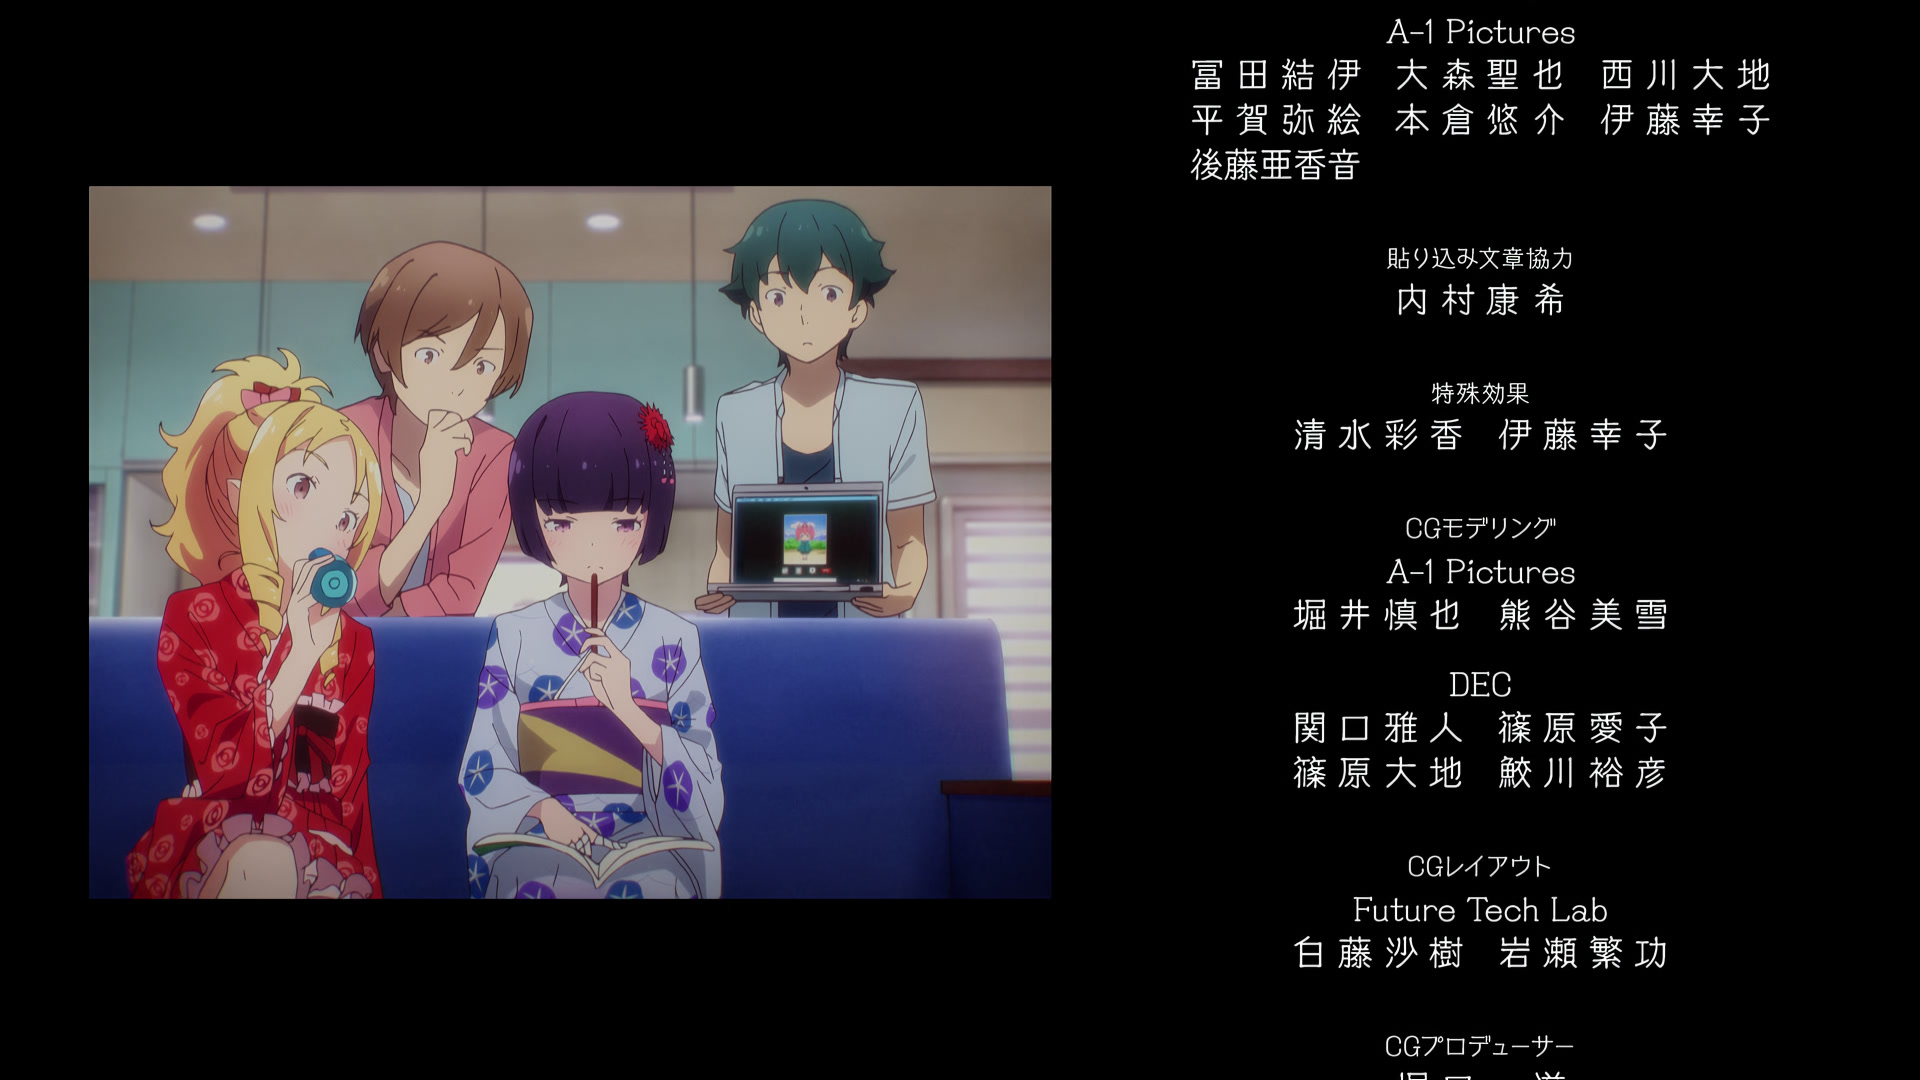 A-1 Pictures
冨田結伊 大森聖也 西川大地
平賀弥絵 本倉悠介 伊藤幸子
後藤亜香音
貼り込み文章協力
内村康希
特殊効果
清水彩香 伊藤幸子
CGモデリング
A-1 Pictures
堀井慎也 熊谷美雪
DEC
関口雅人 篠原愛子
篠原大地 鮫川裕彦
CGレイアウト
Future Tech Lab
白藤沙樹 岩瀬繁功
CGプロデューサー